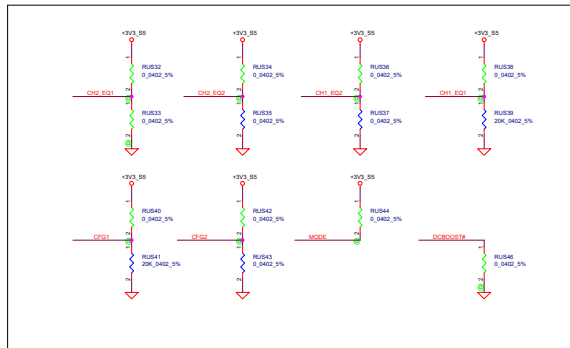 +3V3_S5 +3V3_S5 +3V3_S5 +3V3_S5
RUS32 RUS34 RUS36 RUS38
0_0402_5% 0_0402_5% 0_0402_5% 0_0402_5%
CH2_EQ1 CH2_EQ2 CH1_EQ2 CH1_EQ1
RUS33 RUS35 RUS37 RUS39
0_0402_5% 0_0402_5% 0_0402_5% 20K_0402_5%
+3V3_S5 +3V3_S5 +3V3_S5
RUS40 RUS42 RUS44
0_0402_5% 0_0402_5% 0_0402_5%
CFG1 CFG2 MODE DCBOOST#
RUS41 RUS43 RUS46
20K_0402_5% 0_0402_5% 0_0402_5%